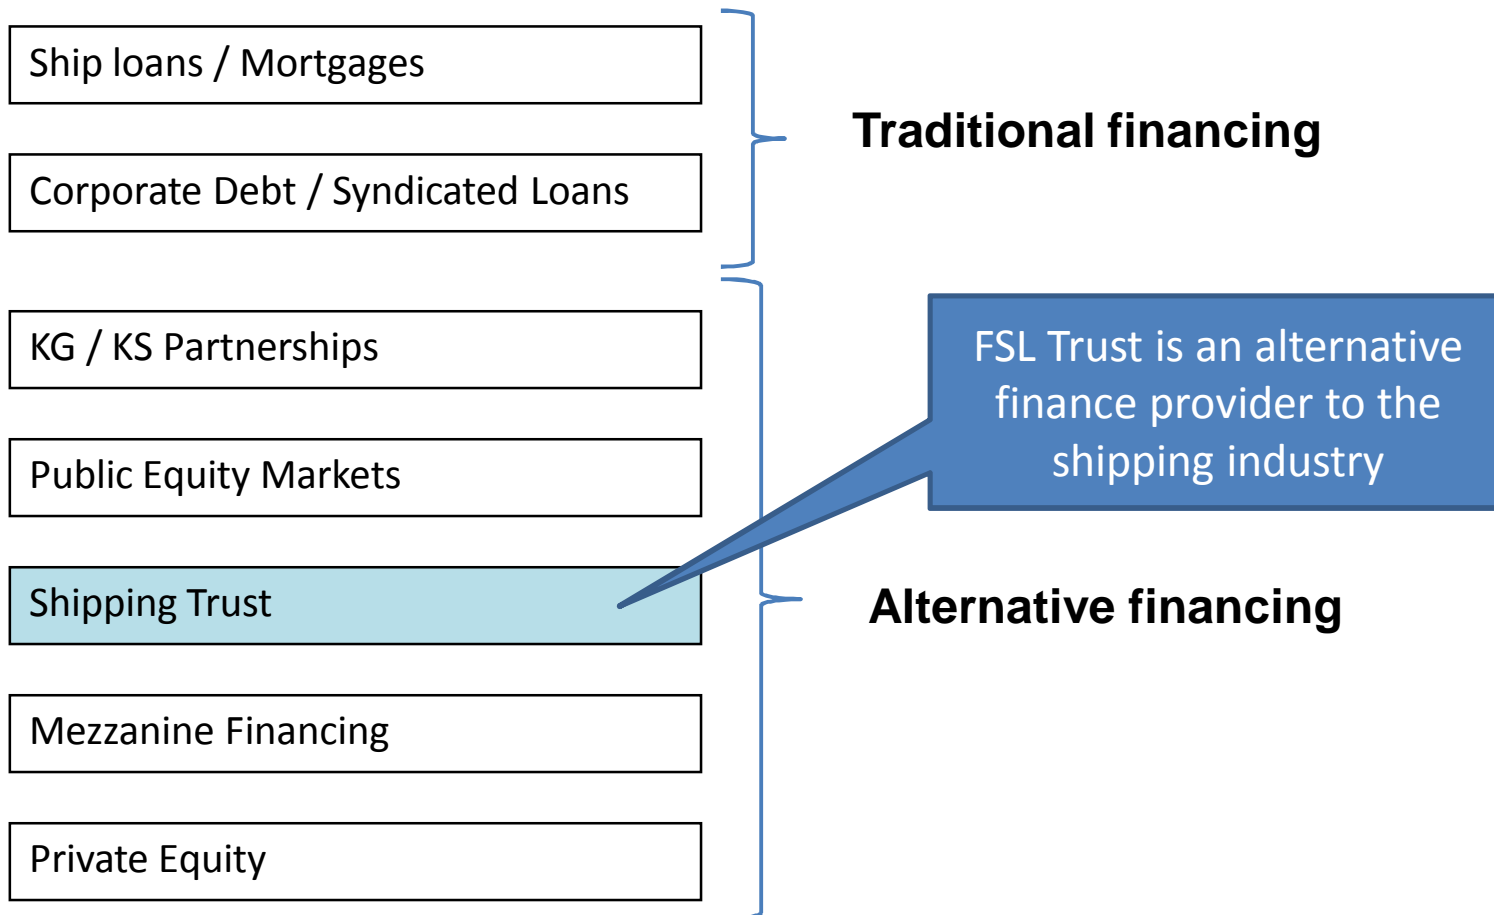 Ship loans / Mortgages
Traditional financing
Corporate Debt / Syndicated Loans
KG / KS Partnerships
FSL Trust is an alternative
finance provider to the
shipping industry
Public Equity Markets
Shipping Trust
Alternative financing
Mezzanine Financing
Private Equity